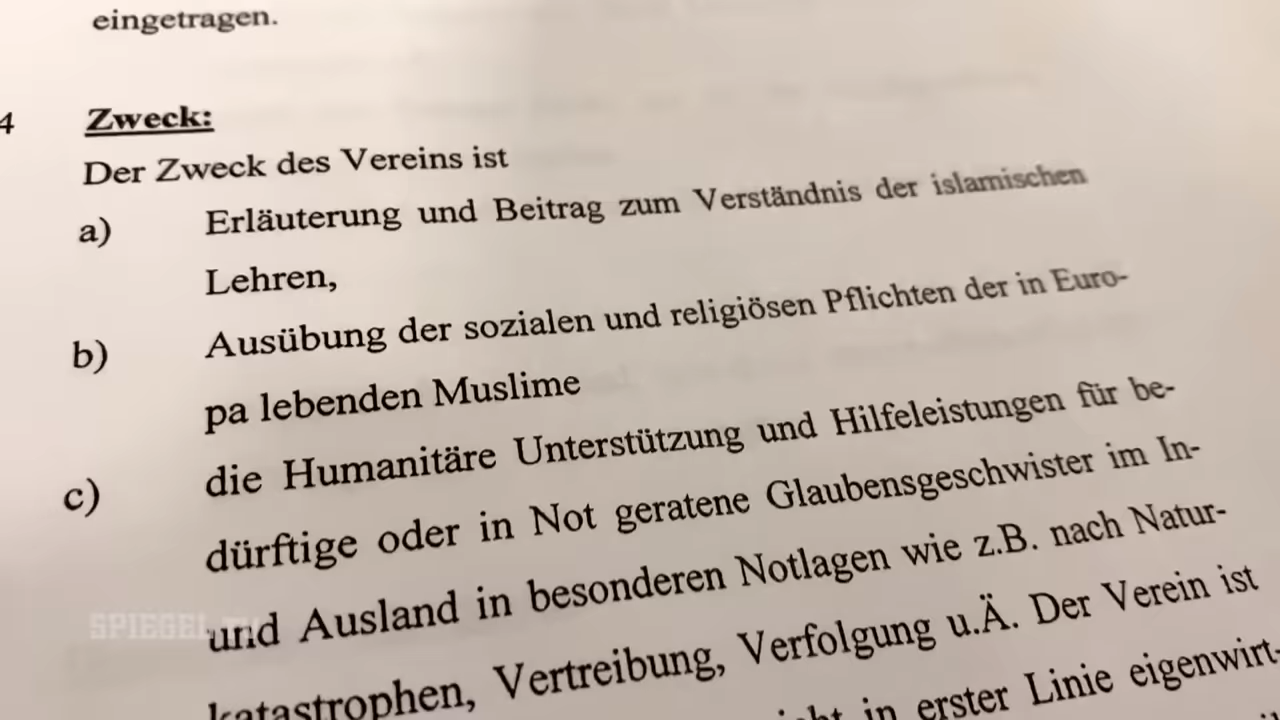 eingetragen.
4 Zweck:
Der Zweck des Vereins ist
a) Erläuterung und Beitrag zum Verständnis der islamischen
Lehren,
b) Ausübung der sozialen und religiösen Pflichten der in Euro-
pa lebenden Muslime
c) die Humanitäre Unterstützung und Hilfeleistungen für be-
dürftige oder in Not geratene Glaubensgeschwister im In-
und Ausland in besonderen Notlagen wie z.B. nach Natur-
katastrophen, Vertreibung, Verfolgung u.Ä. Der Verein ist
in erster Linie eigenwirt-
SPIEGEL TV